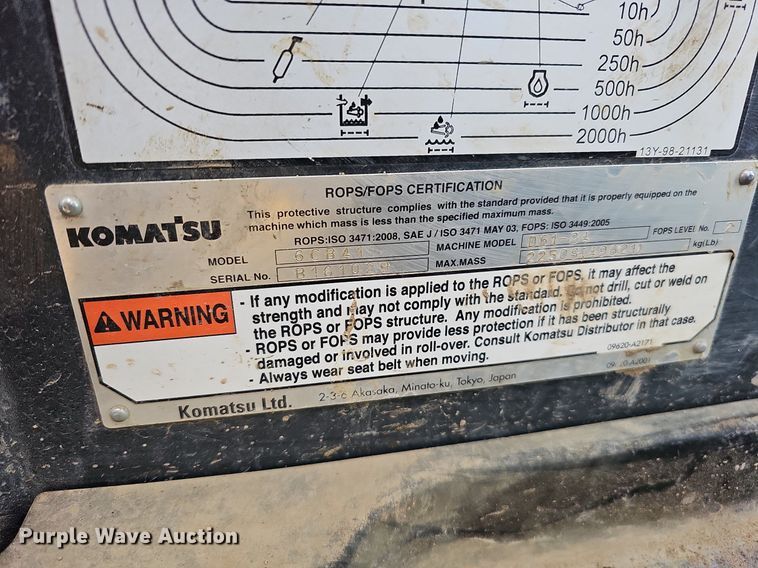 10h
50h
250h
500h
1000h
2000h
13Y-98-21131
ROPS/FOPS CERTIFICATION
KOMATSU
This protective structure complies with the standard provided that it is properly equipped on the
machine which mass is less than the specified maximum mass.
ROPS:ISO 3471:2008, SAE J / ISO 3471 MAY 03, FOPS: ISO 3449:2005
MODEL 6CB41 MACHINE MODEL FOPS LEVEL No. 2
SERIAL No. MAX.MASS kg(Lb)
WARNING
- If any modification is applied to the ROPS or FOPS, it may affect the
strength and may not comply with the standard. Do not drill, cut or weld on
the ROPS or FOPS structure. Any modification is prohibited.
- ROPS or FOPS may provide less protection if it has been structurally
damaged or involved in roll-over. Consult Komatsu Distributor in that case.
- Always wear seat belt when moving.
09620-A2171
Komatsu Ltd. 2-3-6 Akasaka, Minato-ku, Tokyo, Japan
Purple Wave Auction